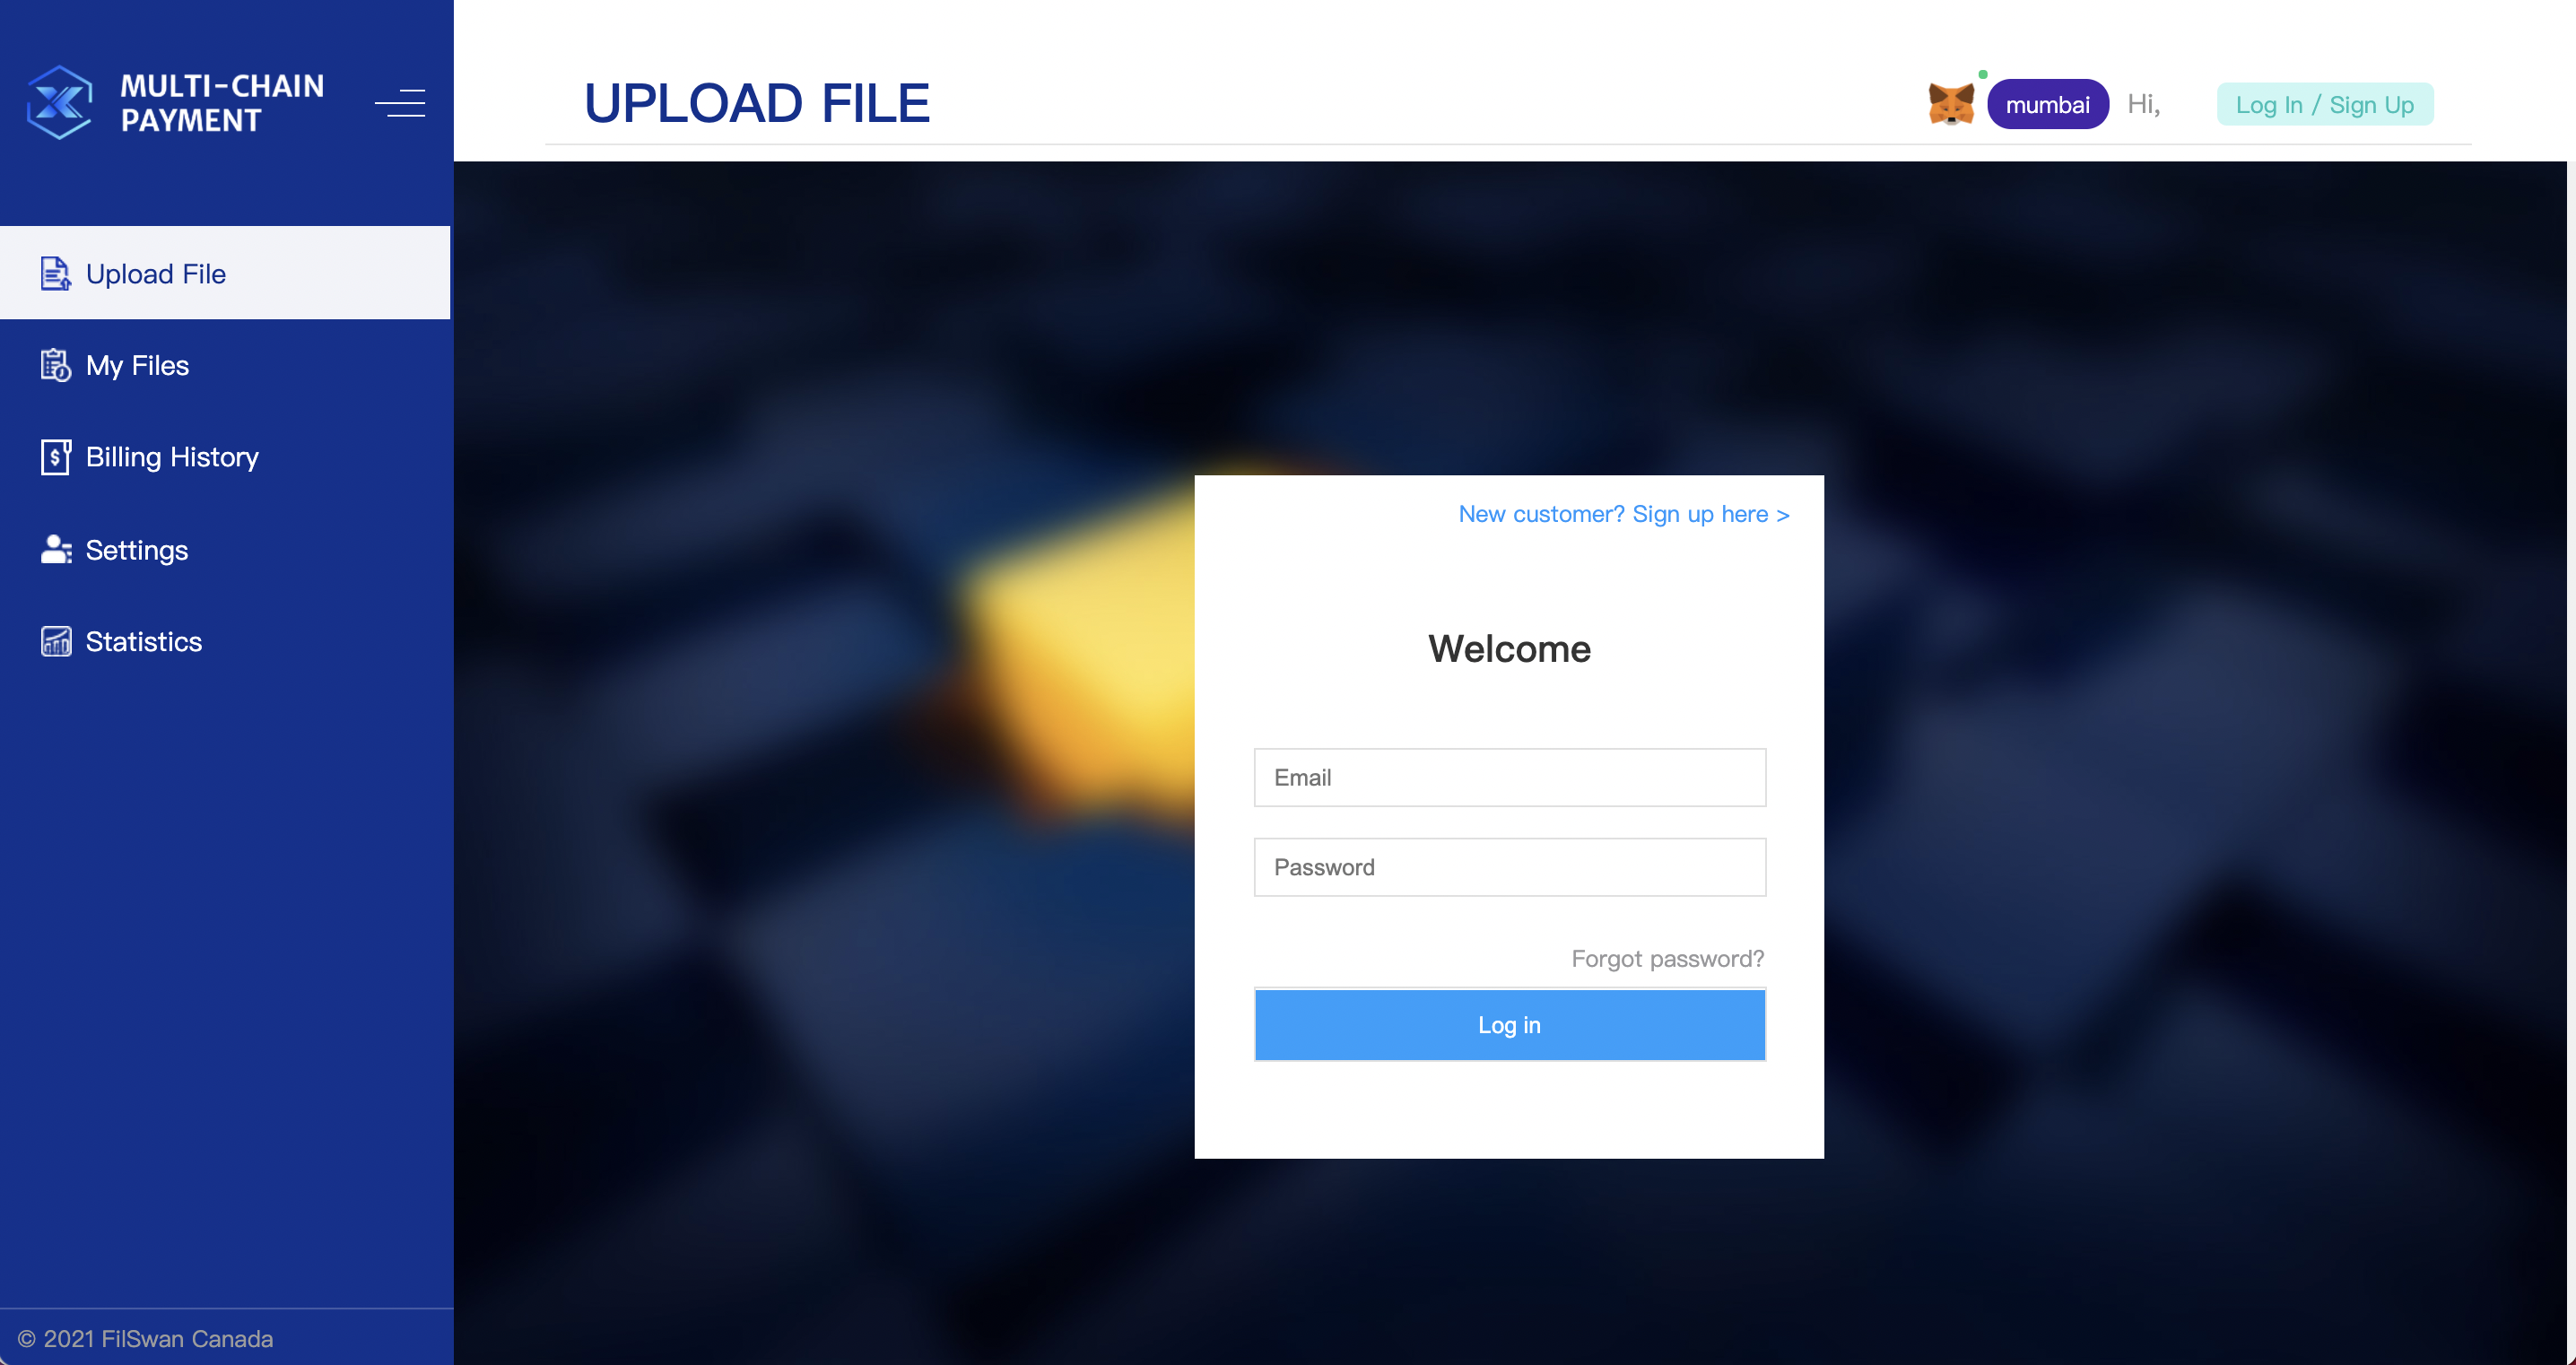 MULTI-CHAIN
PAYMENT
UPLOAD FILE
mumbai
Hi,
Log In / Sign Up
Upload File
My Files
Billing History
Settings
Statistics
New customer? Sign up here >
Welcome
Email
Password
Forgot password?
Log in
© 2021 FilSwan Canada